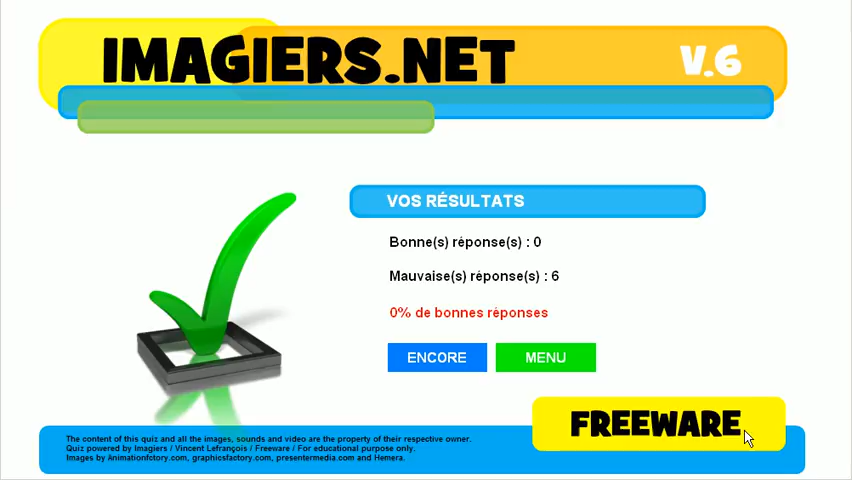 IMAGIERS.NET
V.6
VOS RÉSULTATS
Bonne(s) réponse(s) : 0
Mauvaise(s) réponse(s) : 6
0% de bonnes réponses
ENCORE
MENU
FREEWARE
The content of this quiz and all the images, sounds and video are the property of their respective owner.
Quiz powered by Imagiers / Vincent Lefrançois / Freeware / For educational purpose only.
Images by Animationfctory.com, graphicsfactory.com, presentermedia.com and Hemera.